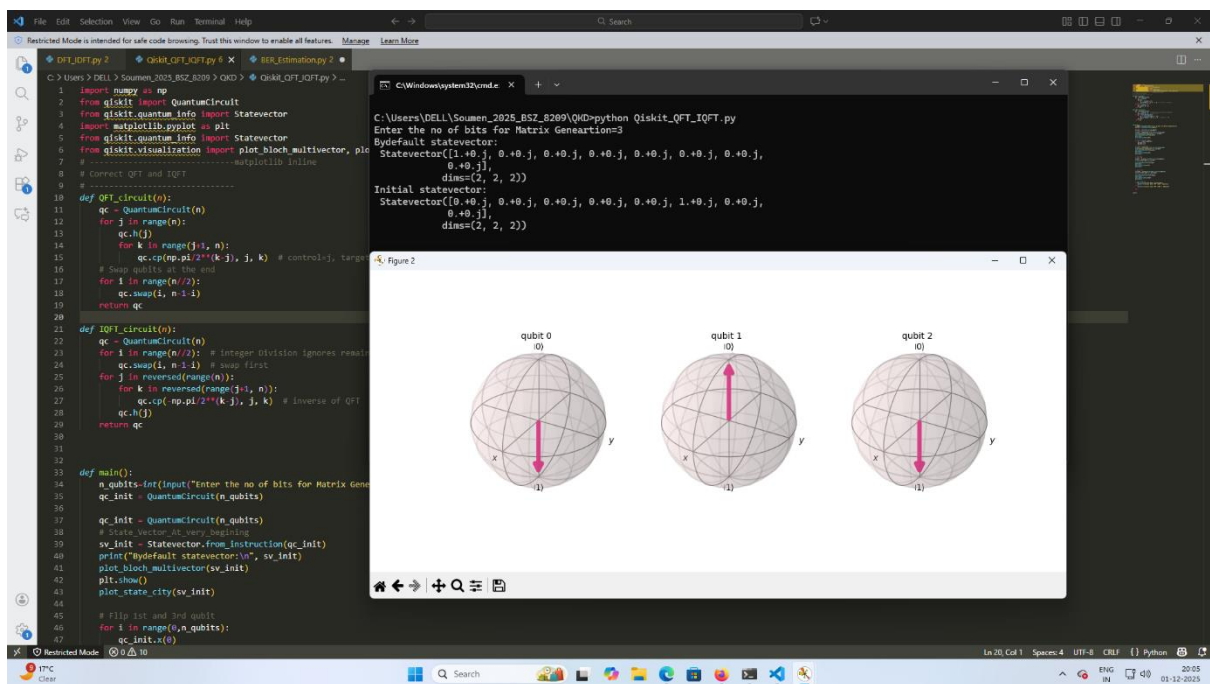 File Edit Selection View Go Run Terminal Help
Search
Restricted Mode is intended for safe code browsing. Trust this window to enable all features. Manage Learn More
DFT_IDFT.py 2
Qiskit_QFT_IQFT.py 6
BER_Estimation.py 2
C: > Users > DELL > Soumen_2025_BSZ_8209 > QKD > Qiskit_QFT_IQFT.py > ...
1 import numpy as np
2 from qiskit import QuantumCircuit
3 from qiskit.quantum_info import Statevector
4 import matplotlib.pyplot as plt
5 from qiskit.quantum_info import Statevector
6 from qiskit.visualization import plot_bloch_multivector, plo
7 # --------------------------------matplotlib inline
8 # Correct QFT and IQFT
9 # --------------------------------
10 def QFT_circuit(n):
11 qc = QuantumCircuit(n)
12 for j in range(n):
13 qc.h(j)
14 for k in range(j+1, n):
15 qc.cp(np.pi/2**(k-j), j, k) # control=j, target
16 # Swap qubits at the end
17 for i in range(n//2):
18 qc.swap(i, n-1-i)
19 return qc
20
21 def IQFT_circuit(n):
22 qc = QuantumCircuit(n)
23 for i in range(n//2): # integer Division ignores remain
24 qc.swap(i, n-1-i) # swap first
25 for j in reversed(range(n)):
26 for k in reversed(range(j+1, n)):
27 qc.cp(-np.pi/2**(k-j), j, k) # inverse of QFT
28 qc.h(j)
29 return qc
30
31
32
33 def main():
34 n_qubits=int(input("Enter the no of bits for Matrix Gene
35 qc_init = QuantumCircuit(n_qubits)
36
37 qc_init = QuantumCircuit(n_qubits)
38 # State_Vector_At_very_begining
39 sv_init = Statevector.from_instruction(qc_init)
40 print("Bydefault statevector:\n", sv_init)
41 plot_bloch_multivector(sv_init)
42 plt.show()
43 plot_state_city(sv_init)
44
45 # Flip 1st and 3rd qubit
46 for i in range(0,n_qubits):
47 qc_init.x(0)
C:\Windows\system32\cmd.e
C:\Users\DELL\Soumen_2025_BSZ_8209\QKD>python Qiskit_QFT_IQFT.py
Enter the no of bits for Matrix Geneartion=3
Bydefault statevector:
Statevector([1.+0.j, 0.+0.j, 0.+0.j, 0.+0.j, 0.+0.j, 0.+0.j, 0.+0.j,
0.+0.j],
dims=(2, 2, 2))
Initial statevector:
Statevector([0.+0.j, 0.+0.j, 0.+0.j, 0.+0.j, 0.+0.j, 1.+0.j, 0.+0.j,
0.+0.j],
dims=(2, 2, 2))
Figure 2
qubit 0 qubit 1 qubit 2
|0⟩ |0⟩ |0⟩
x y x y x y
|1⟩ |1⟩ |1⟩
Restricted Mode 0 10
Ln 20, Col 1 Spaces: 4 UTF-8 CRLF {} Python
17°C
Clear
Search
ENG
IN
20:05
01-12-2025